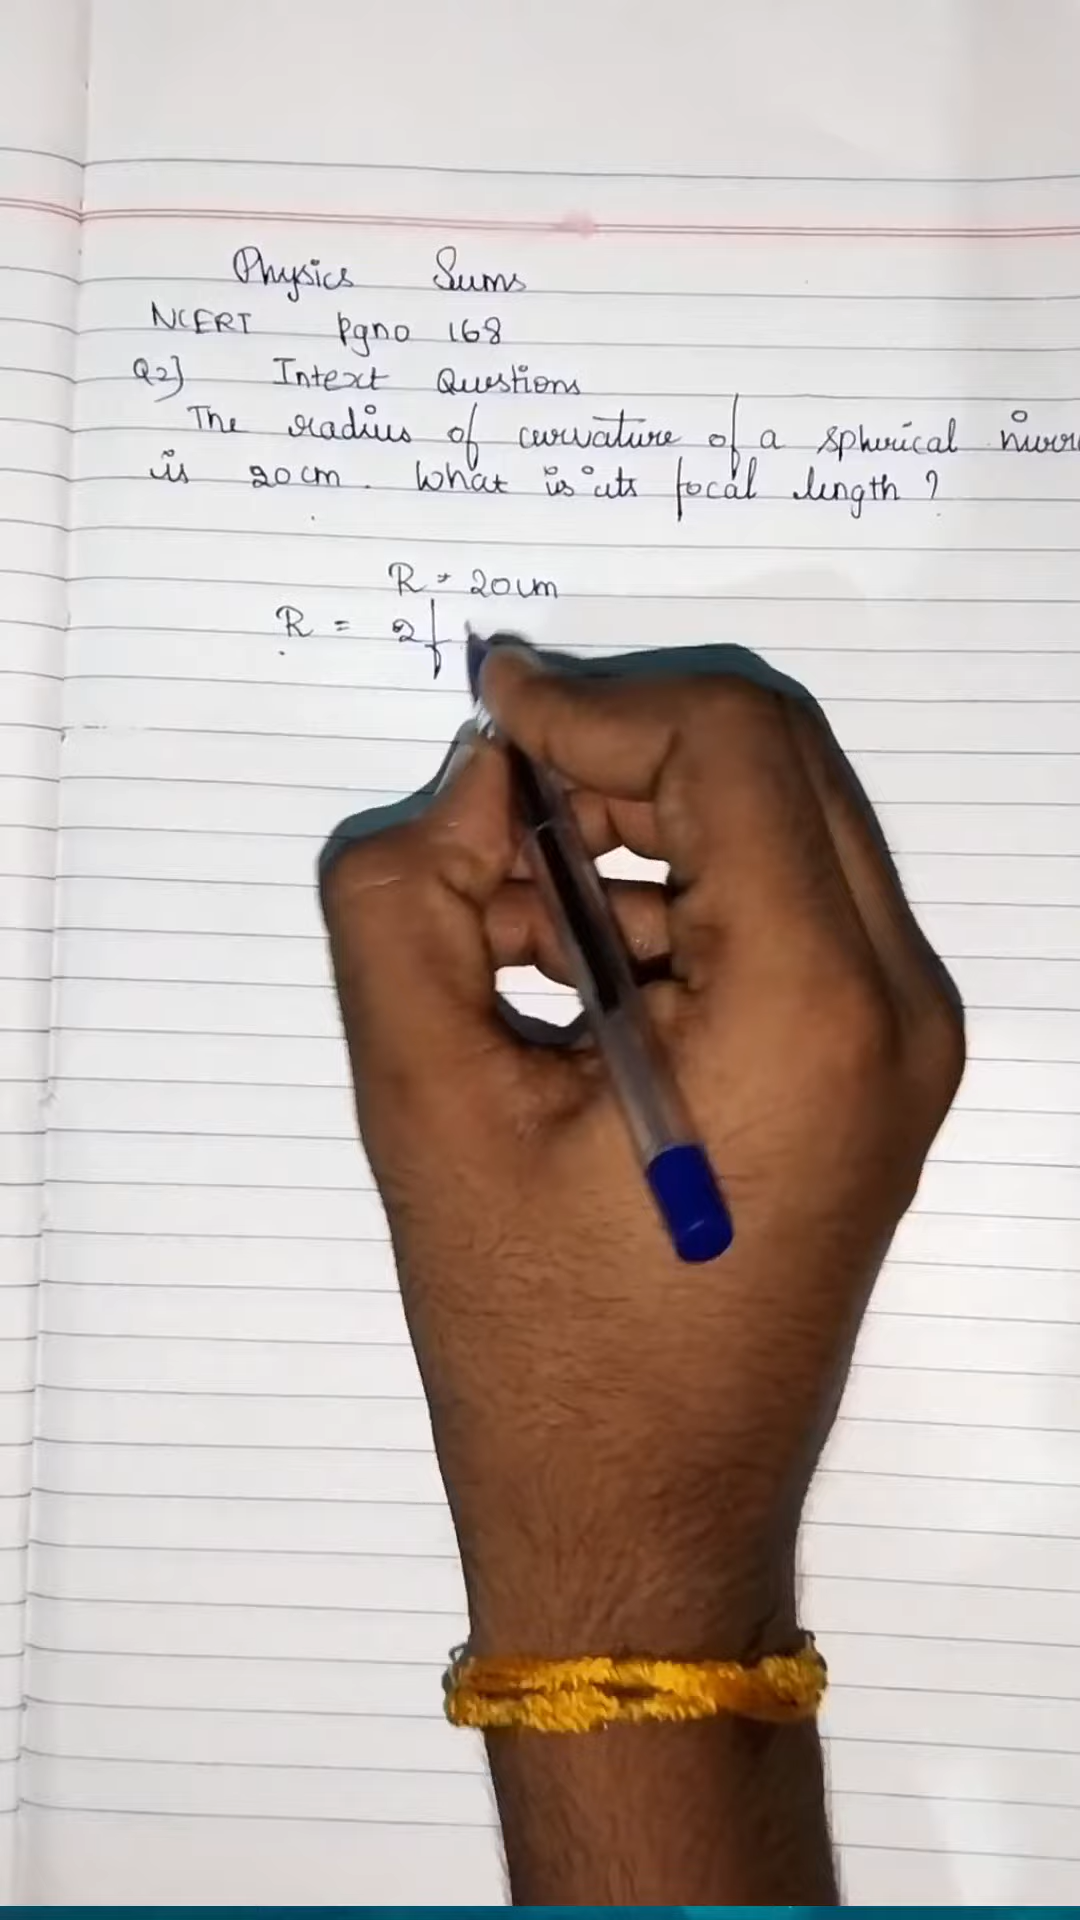 Physics Sums
NCERT Pgno 168
Q2] Intext Questions
The radius of curvature of a spherical
is 20cm. What is its focal length ?
R = 20cm
R = 2f